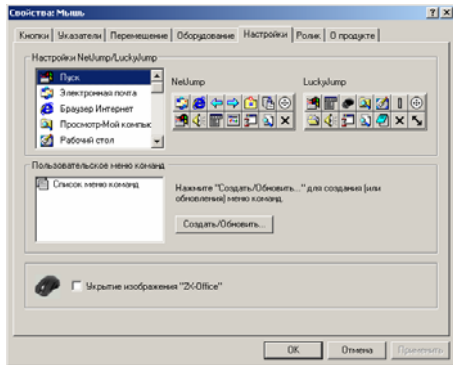 Свойства: Мышь
Кнопки Указатели Перемещение Оборудование Настройки Ролик О продукте
Настройки NetJump/LuckyJump
Пуск
Электронная почта
Браузер Интернет
Просмотр-Мой компьк
Рабочий стол
NetJump
LuckyJump
Пользовательское меню команд
Список меню команд
Нажмите "Создать/Обновить..." для создания (или
обновления) меню команд
Создать/Обновить...
Укрытие изображения "2X-Office"
OK Отмена Применить